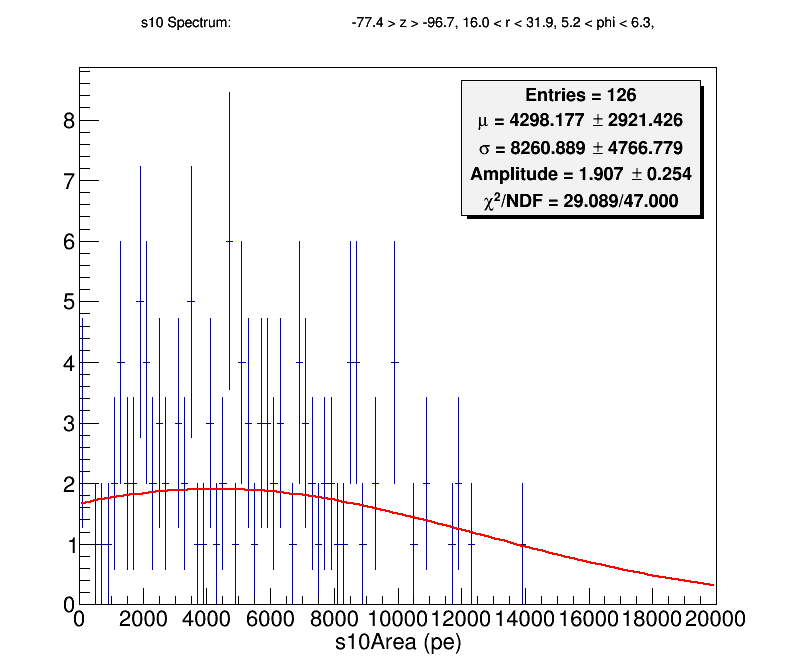 s10 Spectrum: -77.4 > z > -96.7, 16.0 < r < 31.9, 5.2 < phi < 6.3,
Entries = 126
μ = 4298.177 ± 2921.426
σ = 8260.889 ± 4766.779
Amplitude = 1.907 ± 0.254
χ²/NDF = 29.089/47.000
8
7
6
5
4
3
2
1
0
0 2000 4000 6000 8000 10000 12000 14000 16000 18000 20000
s10Area (pe)